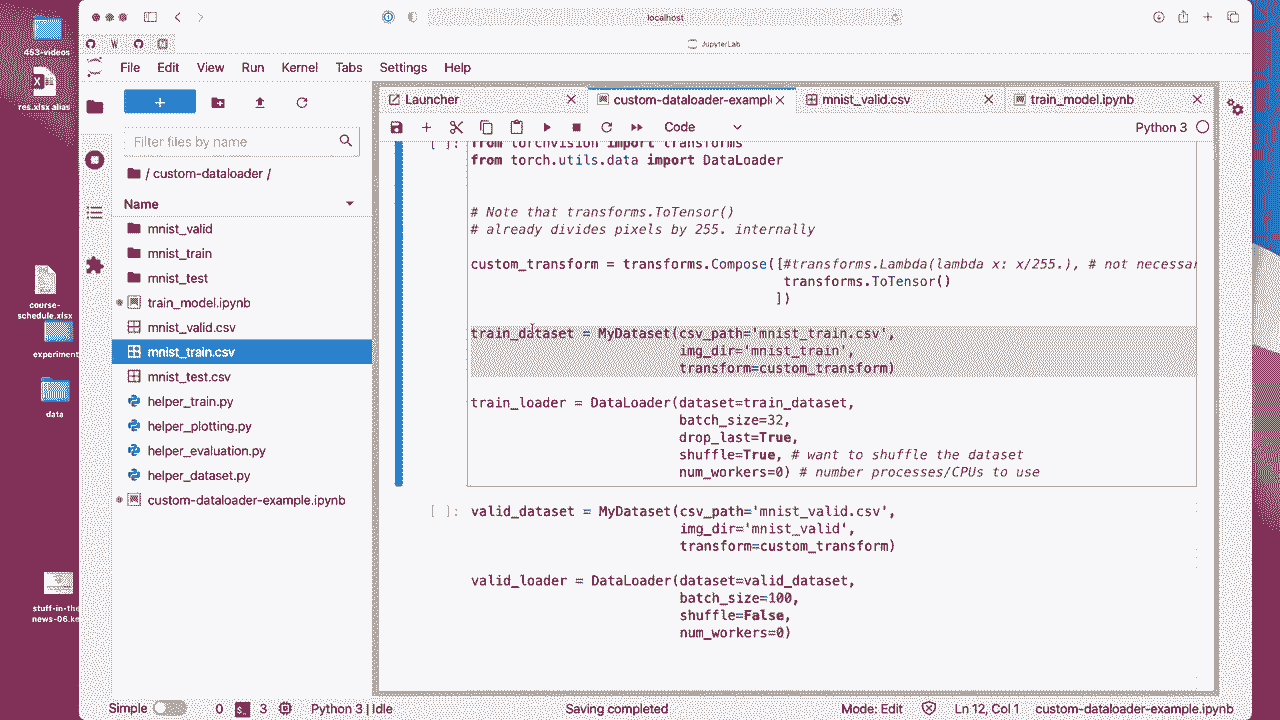 localhost
JupyterLab
File Edit View Run Kernel Tabs Settings Help
453-videos
res.xlsx alias
course-
schedule.xlsx
experiment
data
stuff-in-the
news-06.ke
Filter files by name
/ custom-dataloader /
Name
mnist_valid
mnist_train
mnist_test
train_model.ipynb
mnist_valid.csv
mnist_train.csv
mnist_test.csv
helper_train.py
helper_plotting.py
helper_evaluation.py
helper_dataset.py
custom-dataloader-example.ipynb
Launcher
custom-dataloader-example
mnist_valid.csv
train_model.ipynb
Code
Python 3
[ ]: from torchvision import transforms
from torch.utils.data import DataLoader
# Note that transforms.ToTensor()
# already divides pixels by 255. internally
custom_transform = transforms.Compose([#transforms.Lambda(lambda x: x/255.), # not necessar
transforms.ToTensor()
])
train_dataset = MyDataset(csv_path='mnist_train.csv',
img_dir='mnist_train',
transform=custom_transform)
train_loader = DataLoader(dataset=train_dataset,
batch_size=32,
drop_last=True,
shuffle=True, # want to shuffle the dataset
num_workers=0) # number processes/CPUs to use
[ ]: valid_dataset = MyDataset(csv_path='mnist_valid.csv',
img_dir='mnist_valid',
transform=custom_transform)
valid_loader = DataLoader(dataset=valid_dataset,
batch_size=100,
shuffle=False,
num_workers=0)
Simple 0 3 Python 3 | Idle Saving completed Mode: Edit Ln 12, Col 1 custom-dataloader-example.ipynb